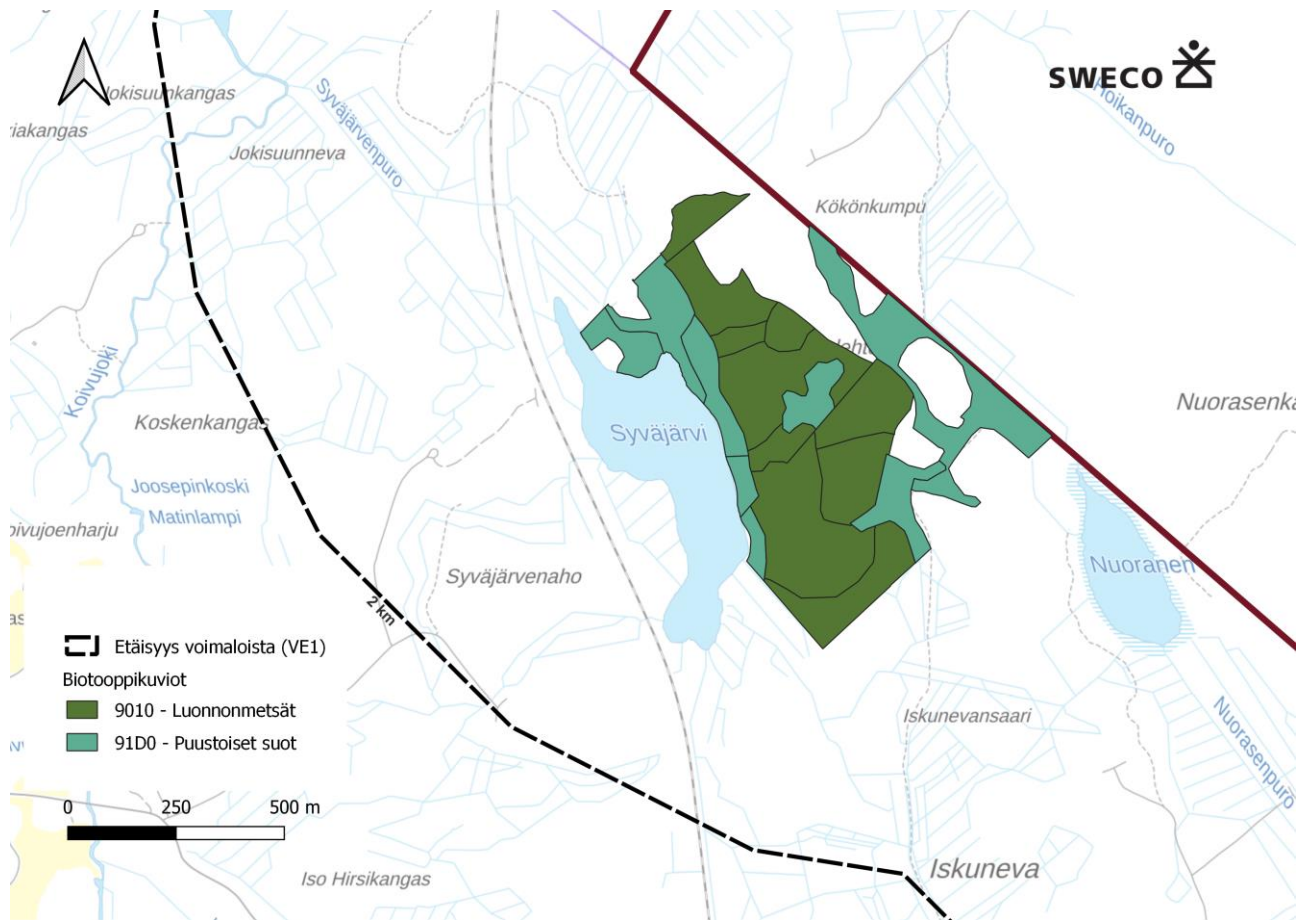 Jokisuunkangas
Syväjärvenpuro
Jokisuunneva
SWECO
Hoikanpuro
Kökönkumpu
Koivujoki
Koskenkangas
Syväjärvi
Nuorasenka
Joosepinkoski
Matinlampi
oivujoenharju
Syväjärvenaho
Nuoranen
2 km
Etäisyys voimaloista (VE1)
Biotooppikuviot
9010 - Luonnonmetsät
91D0 - Puustoiset suot
Iskunevansaari
Nuorasenpuro
0 250 500 m
Iso Hirsikangas
Iskuneva